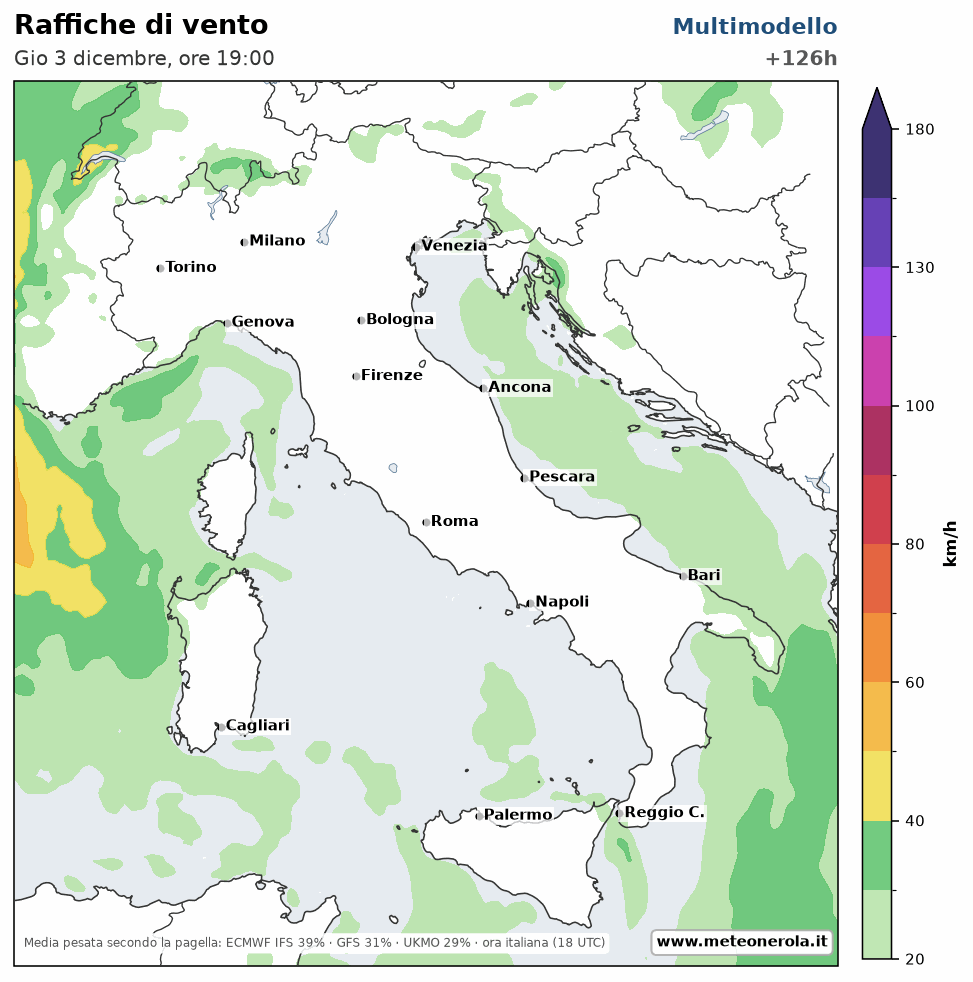 Raffiche di vento
Multimodello
Gio 3 dicembre, ore 19:00
+126h
180
130
100
80
60
40
20
km/h
Milano
Venezia
Torino
Genova
Bologna
Firenze
Ancona
Pescara
Roma
Bari
Napoli
Cagliari
Palermo
Reggio C.
Media pesata secondo la pagella: ECMWF IFS 39% · GFS 31% · UKMO 29% · ora italiana (18 UTC)
www.meteonerola.it